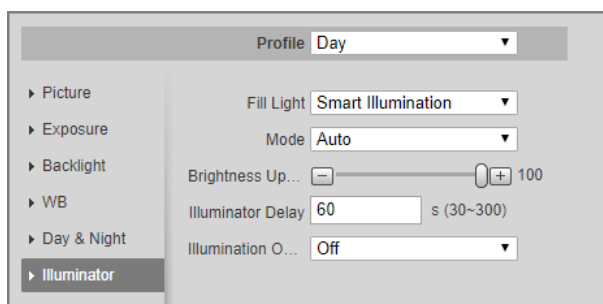 Profile Day
Picture
Exposure
Backlight
WB
Day & Night
Illuminator
Fill Light Smart Illumination
Mode Auto
Brightness Up... 100
Illuminator Delay 60 s (30~300)
Illumination O... Off